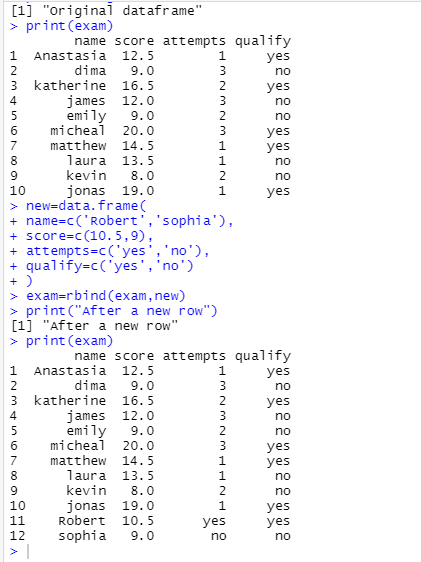 [1] "Original dataframe"
> print(exam)
        name score attempts qualify
1  Anastasia  12.5        1     yes
2       dima   9.0        3      no
3  katherine  16.5        2     yes
4      james  12.0        3      no
5      emily   9.0        2      no
6    micheal  20.0        3     yes
7    matthew  14.5        1     yes
8      laura  13.5        1      no
9      kevin   8.0        2      no
10     jonas  19.0        1     yes
> new=data.frame(
+ name=c('Robert','sophia'),
+ score=c(10.5,9),
+ attempts=c('yes','no'),
+ qualify=c('yes','no')
+ )
> exam=rbind(exam,new)
> print("After a new row")
[1] "After a new row"
> print(exam)
        name score attempts qualify
1  Anastasia  12.5        1     yes
2       dima   9.0        3      no
3  katherine  16.5        2     yes
4      james  12.0        3      no
5      emily   9.0        2      no
6    micheal  20.0        3     yes
7    matthew  14.5        1     yes
8      laura  13.5        1      no
9      kevin   8.0        2      no
10     jonas  19.0        1     yes
11    Robert  10.5      yes     yes
12    sophia   9.0       no      no
>